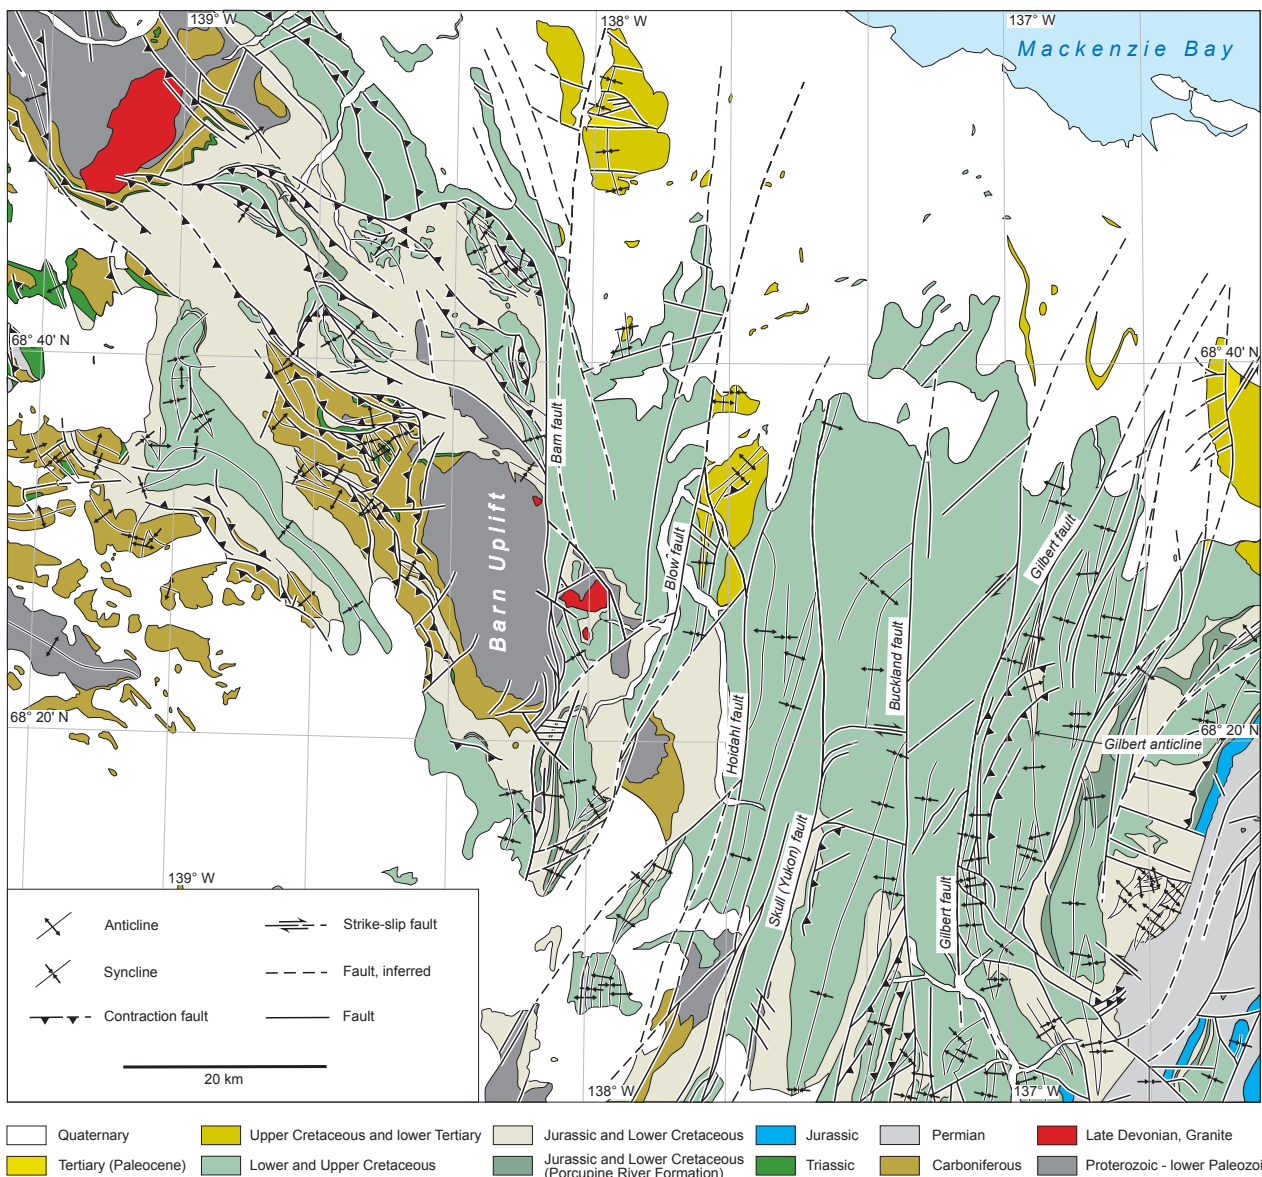 139° W
138° W
137° W
Mackenzie Bay
68° 40' N
68° 40' N
Barn fault
Barn Uplift
Blow fault
Gilbert fault
Buckland fault
Hoidahl fault
68° 20' N
68° 20' N
Gilbert anticline
Skull (Yukon) fault
Gilbert fault
139° W
Anticline
Strike-slip fault
Syncline
Fault, inferred
Contraction fault
Fault
20 km
138° W
137° W
Quaternary
Upper Cretaceous and lower Tertiary
Jurassic and Lower Cretaceous
Jurassic
Permian
Late Devonian, Granite
Tertiary (Paleocene)
Lower and Upper Cretaceous
Jurassic and Lower Cretaceous
(Porcupine River Formation)
Triassic
Carboniferous
Proterozoic - lower Paleozoi